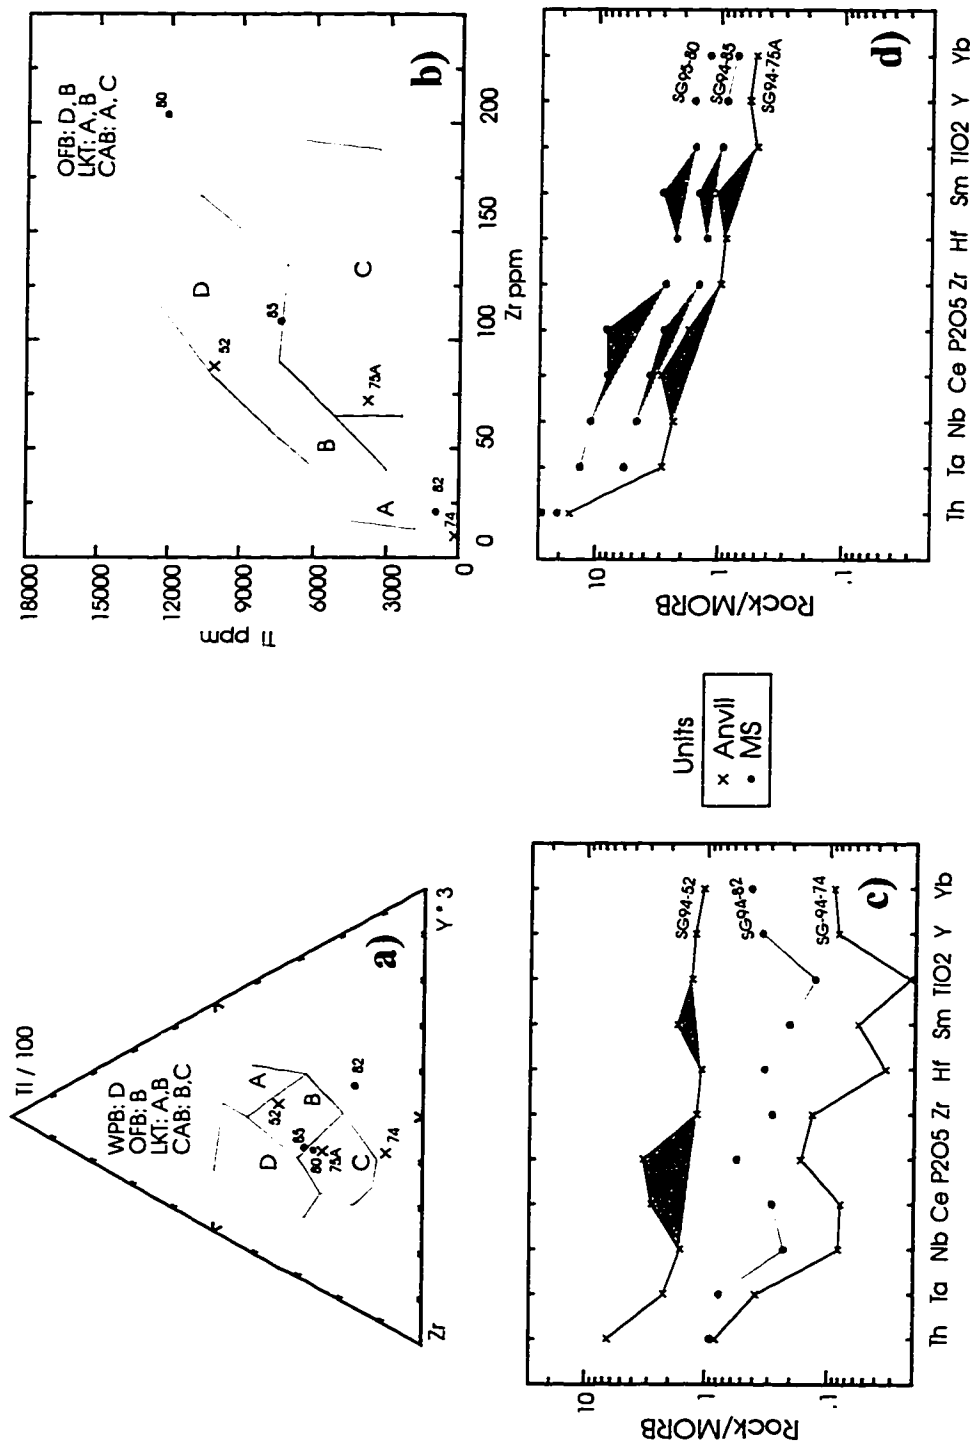 Ti / 100
WPB: D
OFB: B
LKT: A,B
CAB: B,C
a)
A
52
B
82
85
D
80
75A
C
74
Zr
Y * 3
18000
15000
12000
9000
6000
3000
0
Ti ppm
OFB: D, B
LKT: A, B
CAB: A, C
b)
80
D
52
85
C
B
75A
A
82
74
0
50
100
150
200
Zr ppm
Units
× Anvil
• MS
10
1
.1
Rock/MORB
SG94-52
SG94-82
SG-94-74
c)
Th Ta Nb Ce P2O5 Zr Hf Sm TiO2 Y Yb
10
1
.1
Rock/MORB
SG95-80
SG94-85
SG94-75A
d)
Th Ta Nb Ce P2O5 Zr Hf Sm TiO2 Y Yb